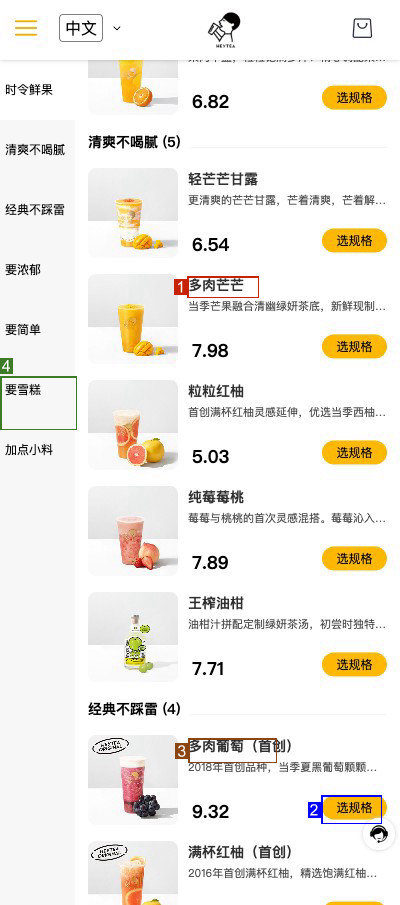 中文
HEYTEA
时令鲜果
清爽不喝腻
经典不踩雷
要浓郁
要简单
要雪糕
加点小料
6.82
选规格
清爽不喝腻 (5)
轻芒芒甘露
更清爽的芒芒甘露，芒着清爽，芒着解...
6.54
选规格
1
多肉芒芒
当季芒果融合清幽绿妍茶底，新鲜现制...
7.98
选规格
4
粒粒红柚
首创满杯红柚灵感延伸，优选当季西柚...
5.03
选规格
纯莓莓桃
莓莓与桃桃的首次灵感混搭。莓莓沁入...
7.89
选规格
王榨油柑
油柑汁拼配定制绿妍茶汤，初尝时独特...
7.71
选规格
经典不踩雷 (4)
HEYTEA ORIGINAL
3
多肉葡萄（首创）
2018年首创品种，当季夏黑葡萄颗颗...
9.32
2
选规格
HEYTEA ORIGINAL
满杯红柚（首创）
2016年首创满杯红柚，精选饱满红柚...